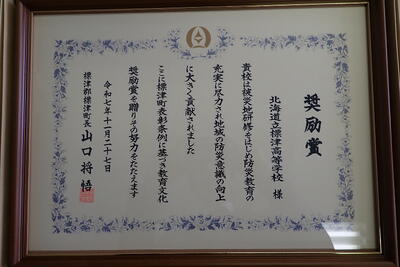 奨励賞
北海道立標津高等学校 様
貴校は被災地研修をはじめ防災教育の
充実に尽力され地域の防災意識の向上
に大きく貢献されました
ここに標津町表彰条例に基づき教育文化
奨励賞を贈りその努力をたたえます
令和七年十一月二十七日
標津郡標津町長 山口将悟